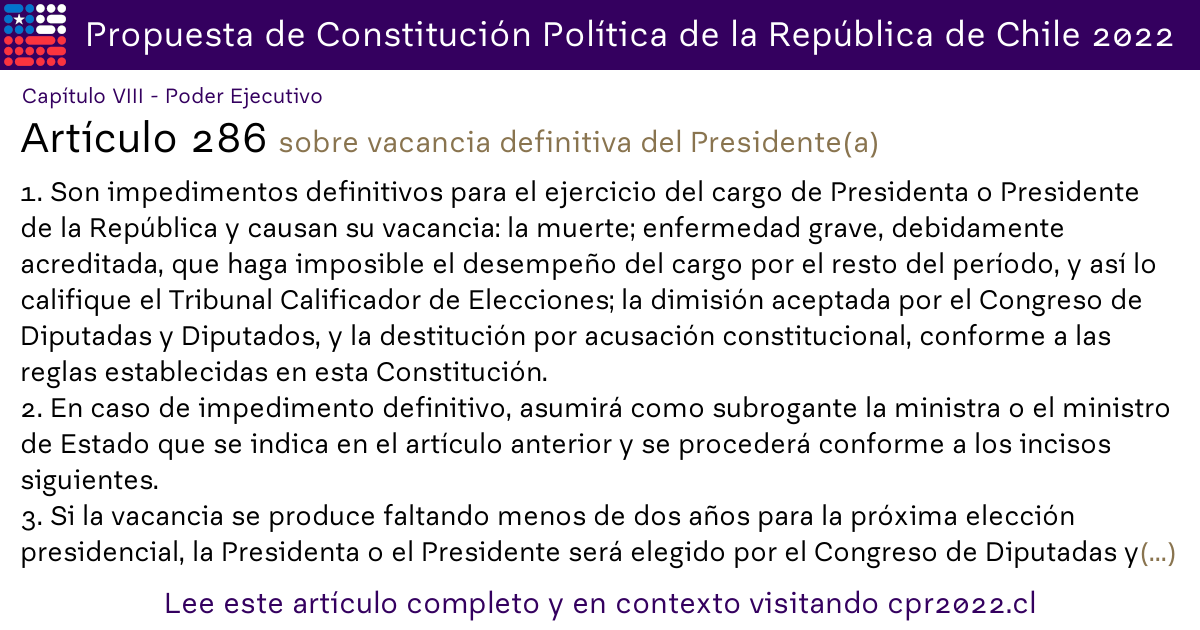 Propuesta de Constitución Política de la República de Chile 2022
Capítulo VIII - Poder Ejecutivo
Artículo 286 sobre vacancia definitiva del Presidente(a)
1. Son impedimentos definitivos para el ejercicio del cargo de Presidenta o Presidente
de la República y causan su vacancia: la muerte; enfermedad grave, debidamente
acreditada, que haga imposible el desempeño del cargo por el resto del período, y así lo
califique el Tribunal Calificador de Elecciones; la dimisión aceptada por el Congreso de
Diputadas y Diputados, y la destitución por acusación constitucional, conforme a las
reglas establecidas en esta Constitución.
2. En caso de impedimento definitivo, asumirá como subrogante la ministra o el ministro
de Estado que se indica en el artículo anterior y se procederá conforme a los incisos
siguientes.
3. Si la vacancia se produce faltando menos de dos años para la próxima elección
presidencial, la Presidenta o el Presidente será elegido por el Congreso de Diputadas y(...)
Lee este artículo completo y en contexto visitando cpr2022.cl